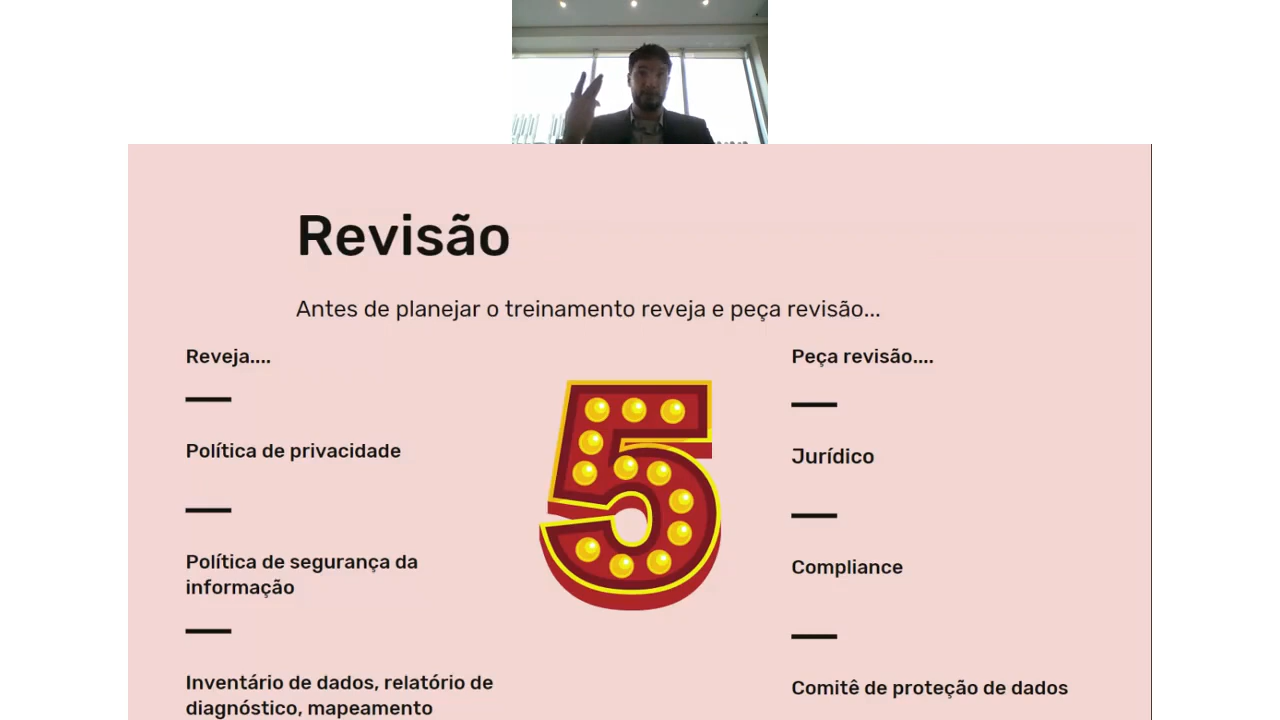 Revisão
Antes de planejar o treinamento reveja e peça revisão...
Reveja....
Política de privacidade
Política de segurança da
informação
Inventário de dados, relatório de
diagnóstico, mapeamento
5
Peça revisão....
Jurídico
Compliance
Comitê de proteção de dados